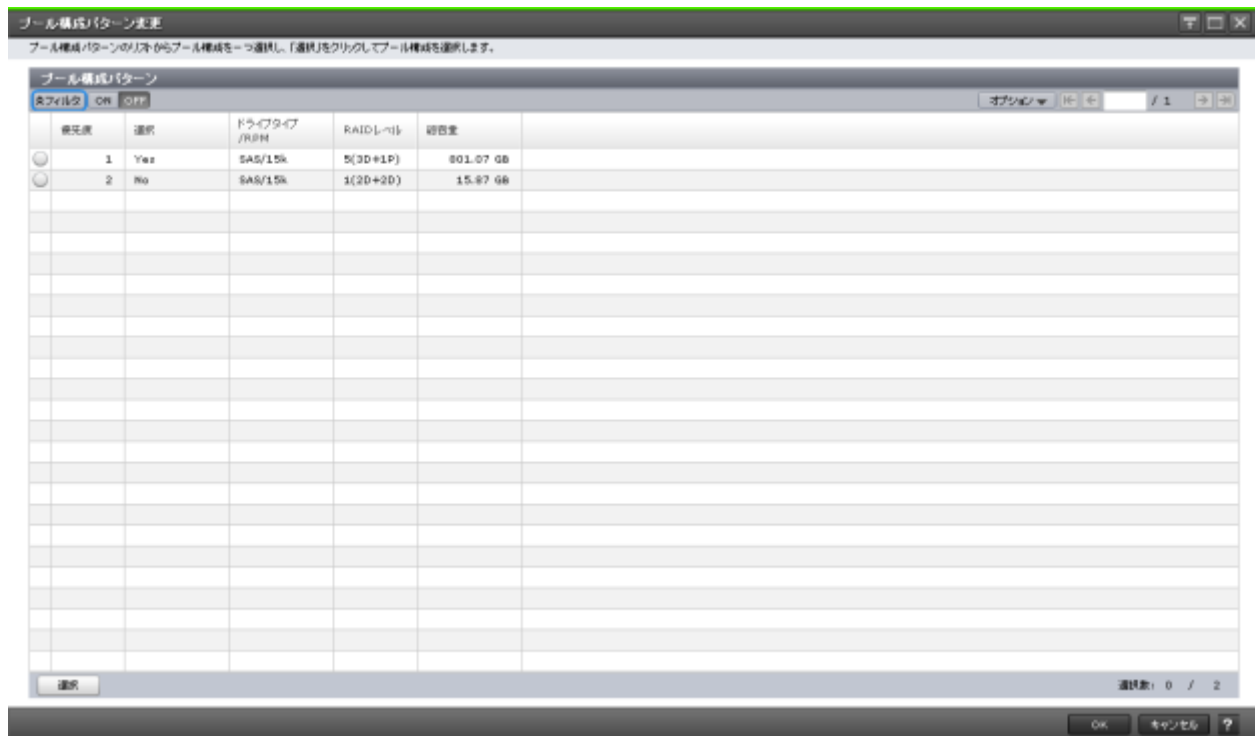 プール構成パターン変更
プール構成パターンのリストからプール構成を一つ選択し、「選択」をクリックしてプール構成を選択します。
プール構成パターン
表フィルタ ON OFF オプション / 1
優先度 選択 ドライブタイプ/RPM RAIDレベル 総容量
1 Yes SAS/15k 5(3D+1P) 801.07 GB
2 No SAS/15k 1(2D+2D) 15.87 GB
選択 選択数: 0 / 2
OK キャンセル ?